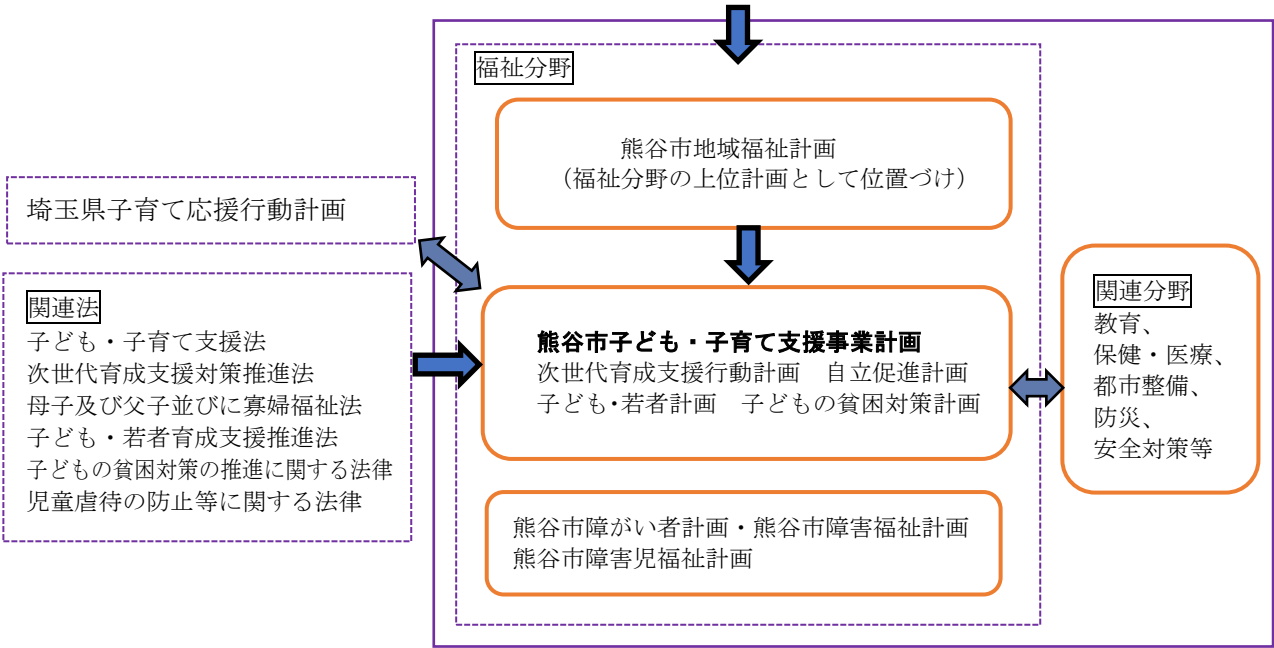 福祉分野
熊谷市地域福祉計画
（福祉分野の上位計画として位置づけ）
埼玉県子育て応援行動計画
関連法
子ども・子育て支援法
次世代育成支援対策推進法
母子及び父子並びに寡婦福祉法
子ども・若者育成支援推進法
子どもの貧困対策の推進に関する法律
児童虐待の防止等に関する法律
熊谷市子ども・子育て支援事業計画
次世代育成支援行動計画　自立促進計画
子ども・若者計画　子どもの貧困対策計画
関連分野
教育、
保健・医療、
都市整備、
防災、
安全対策等
熊谷市障がい者計画・熊谷市障害福祉計画
熊谷市障害児福祉計画